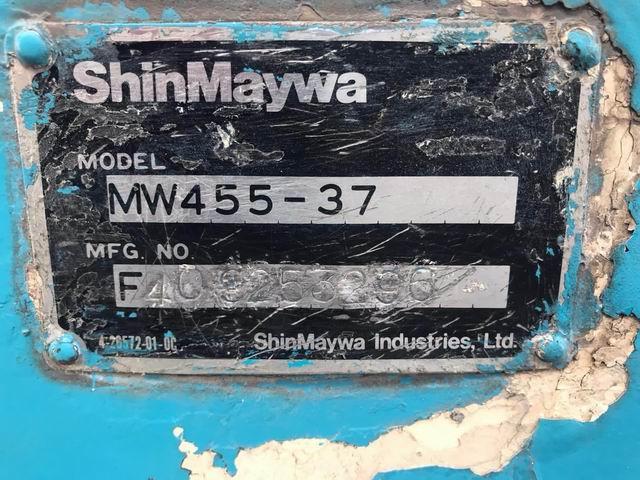 ShinMaywa
MODEL
MW455-37
MFG. NO
ShinMaywa Industries, Ltd.